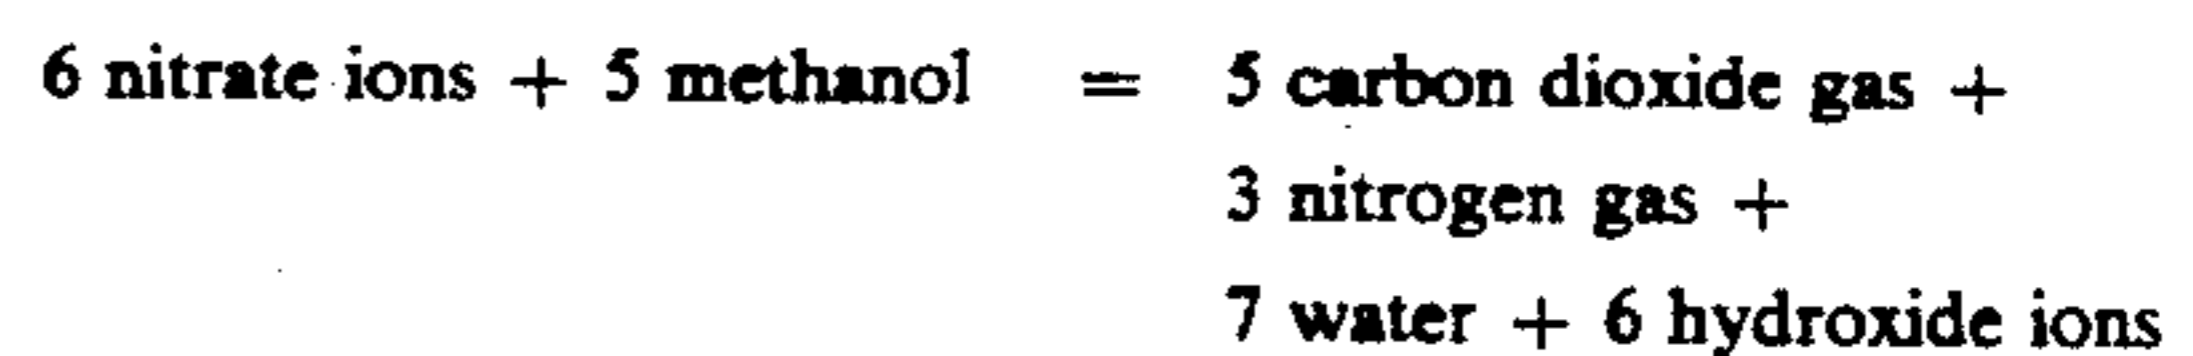 6 nitrate ions + 5 methanol = 5 carbon dioxide gas +
3 nitrogen gas +
7 water + 6 hydroxide ions